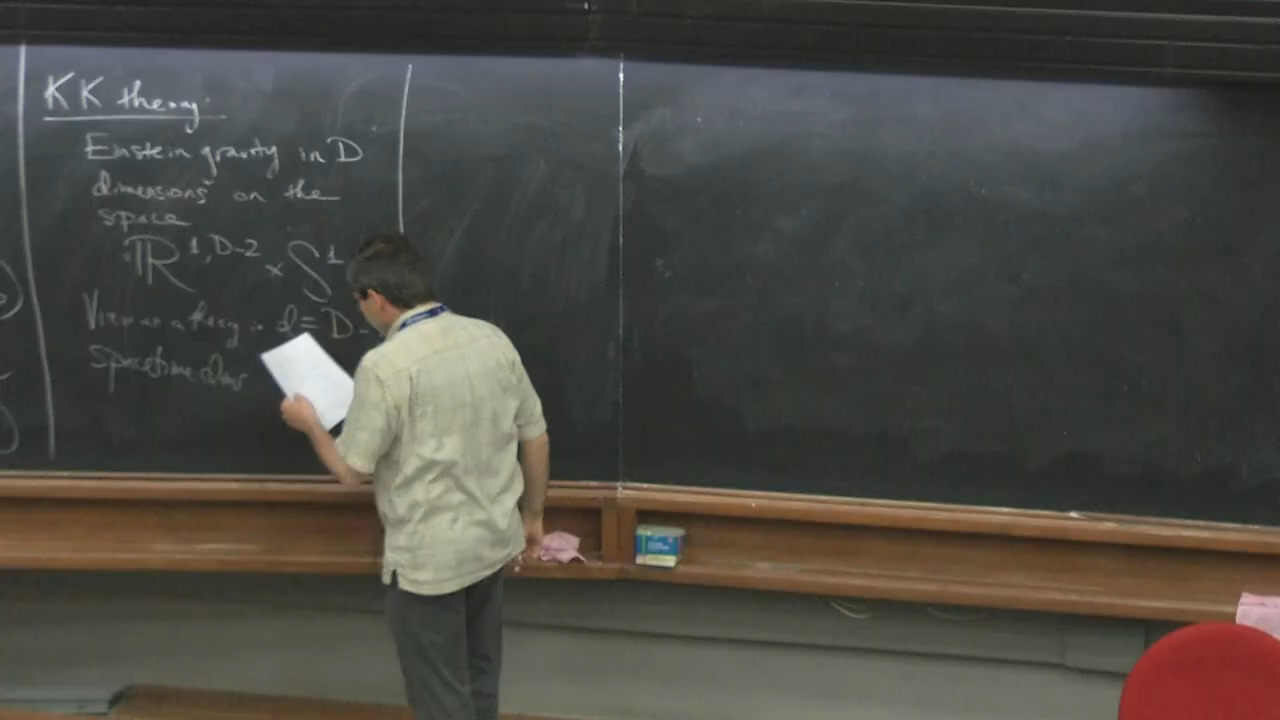 KK theory.
Einstein gravity in D
dimensions on the
space
ℝ^{1,D-2} × S^1
View as a theory in d = D -
spacetime dims